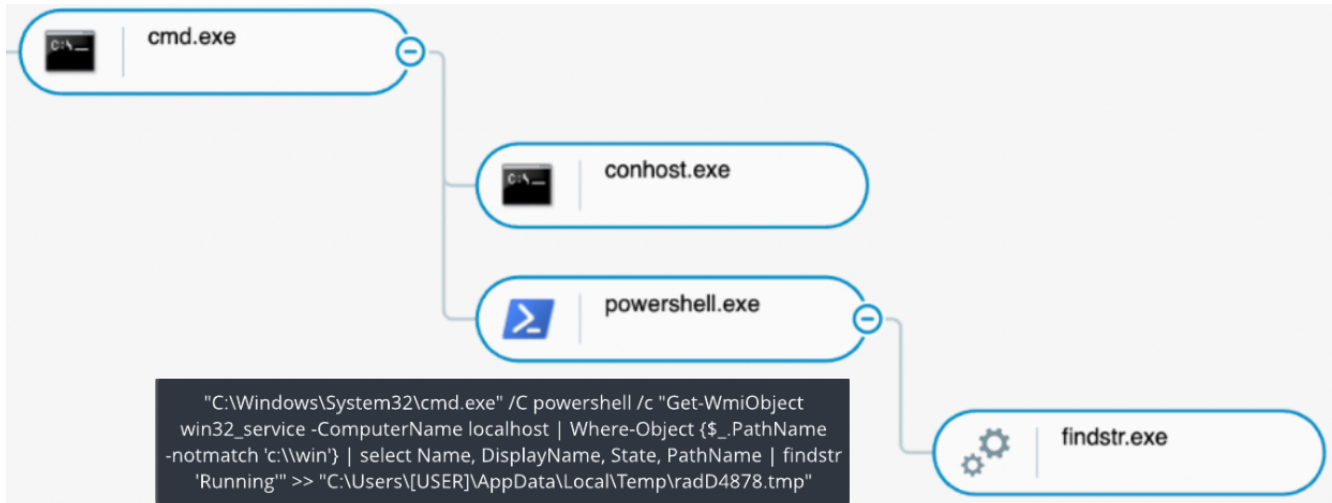 cmd.exe
conhost.exe
powershell.exe
"C:\Windows\System32\cmd.exe" /C powershell /c "Get-WmiObject
win32_service -ComputerName localhost | Where-Object {$_.PathName
-notmatch 'c:\\win'} | select Name, DisplayName, State, PathName | findstr
'Running'" >> "C:\Users\[USER]\AppData\Local\Temp\radD4878.tmp"
findstr.exe